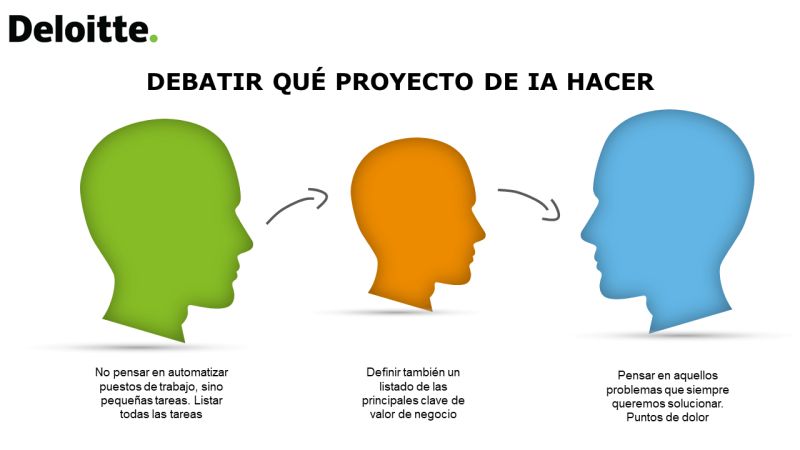 Deloitte.
DEBATIR QUÉ PROYECTO DE IA HACER
No pensar en automatizar
puestos de trabajo, sino
pequeñas tareas. Listar
todas las tareas
Definir también un
listado de las
principales clave de
valor de negocio
Pensar en aquellos
problemas que siempre
queremos solucionar.
Puntos de dolor